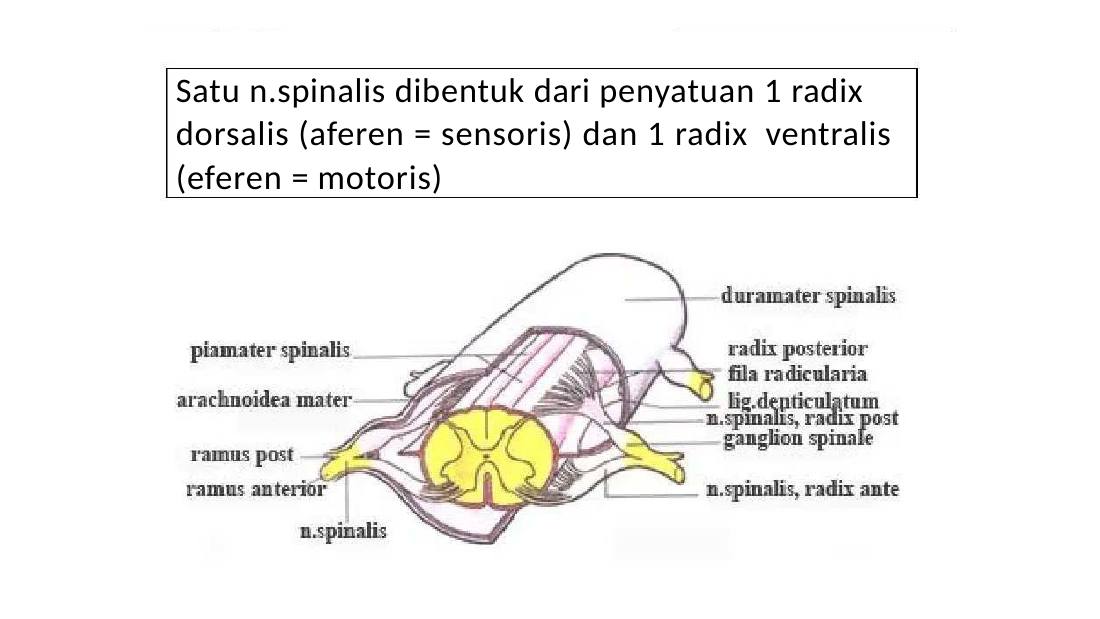 Satu n.spinalis dibentuk dari penyatuan 1 radix
dorsalis (aferen = sensoris) dan 1 radix ventralis
(eferen = motoris)
duramater spinalis
piamater spinalis
radix posterior
fila radicularia
arachnoidea mater
lig.denticulatum
n.spinalis, radix post
ganglion spinale
ramus post
ramus anterior
n.spinalis, radix ante
n.spinalis